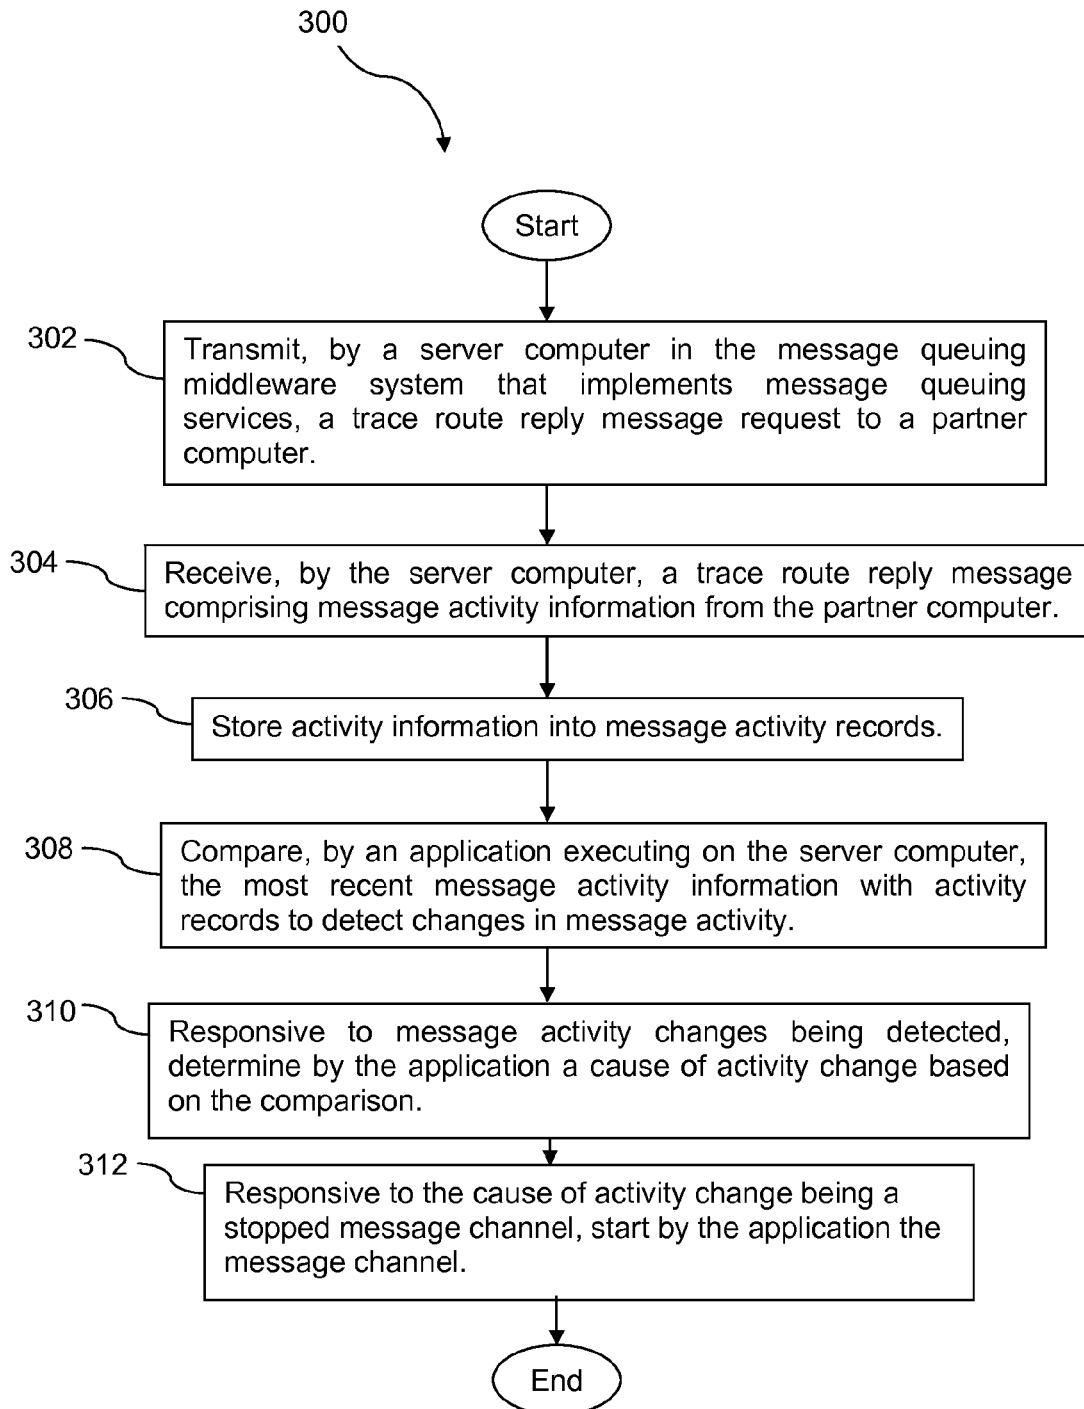 300
Start
302
Transmit, by a server computer in the message queuing
middleware system that implements message queuing
services, a trace route reply message request to a partner
computer.
304
Receive, by the server computer, a trace route reply message
comprising message activity information from the partner computer.
306
Store activity information into message activity records.
308
Compare, by an application executing on the server computer,
the most recent message activity information with activity
records to detect changes in message activity.
310
Responsive to message activity changes being detected,
determine by the application a cause of activity change based
on the comparison.
312
Responsive to the cause of activity change being a
stopped message channel, start by the application the
message channel.
End